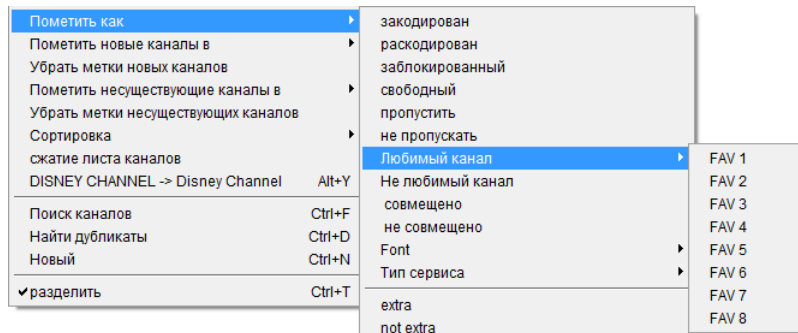 Пометить как
Пометить новые каналы в
Убрать метки новых каналов
Пометить несуществующие каналы в
Убрать метки несуществующих каналов
Сортировка
сжатие листа каналов
DISNEY CHANNEL -> Disney Channel Alt+Y
Поиск каналов Ctrl+F
Найти дубликаты Ctrl+D
Новый Ctrl+N
разделить Ctrl+T
закодирован
раскодирован
заблокированный
свободный
пропустить
не пропускать
Любимый канал
Не любимый канал
совмещено
не совмещено
Font
Тип сервиса
extra
not extra
FAV 1
FAV 2
FAV 3
FAV 4
FAV 5
FAV 6
FAV 7
FAV 8